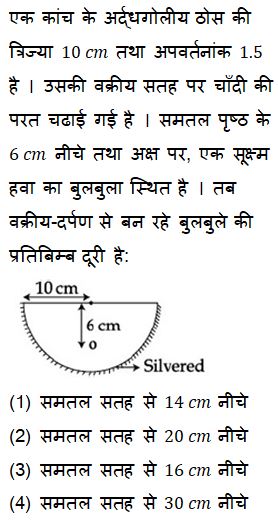 एक कांच के अर्द्धगोलीय ठोस की
त्रिज्या 10 cm तथा अपवर्तनांक 1.5
है । उसकी वक्रीय सतह पर चाँदी की
परत चढाई गई है । समतल पृष्ठ के
6 cm नीचे तथा अक्ष पर, एक सूक्ष्म
हवा का बुलबुला स्थित है । तब
वक्रीय-दर्पण से बन रहे बुलबुले की
प्रतिबिम्ब दूरी है:
10 cm
6 cm
O
Silvered
(1) समतल सतह से 14 cm नीचे
(2) समतल सतह से 20 cm नीचे
(3) समतल सतह से 16 cm नीचे
(4) समतल सतह से 30 cm नीचे